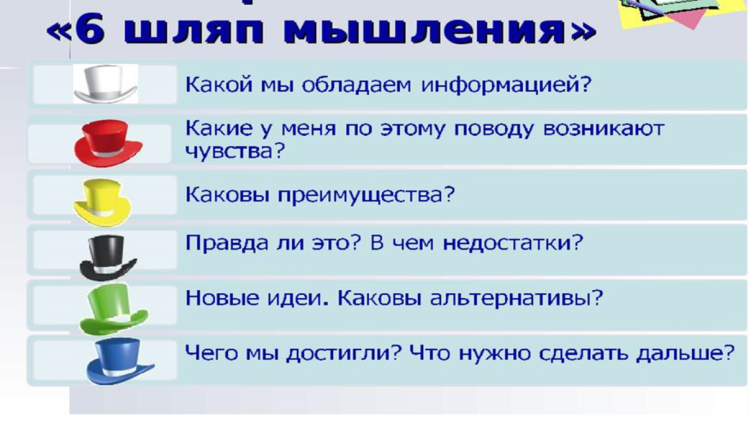 «6 шляп мышления»
Какой мы обладаем информацией?
Какие у меня по этому поводу возникают
чувства?
Каковы преимущества?
Правда ли это? В чем недостатки?
Новые идеи. Каковы альтернативы?
Чего мы достигли? Что нужно сделать дальше?